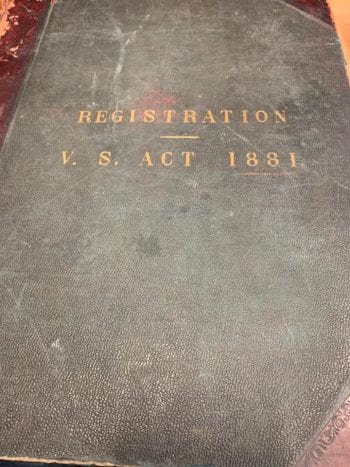 REGISTRATION
V. S. ACT 1881